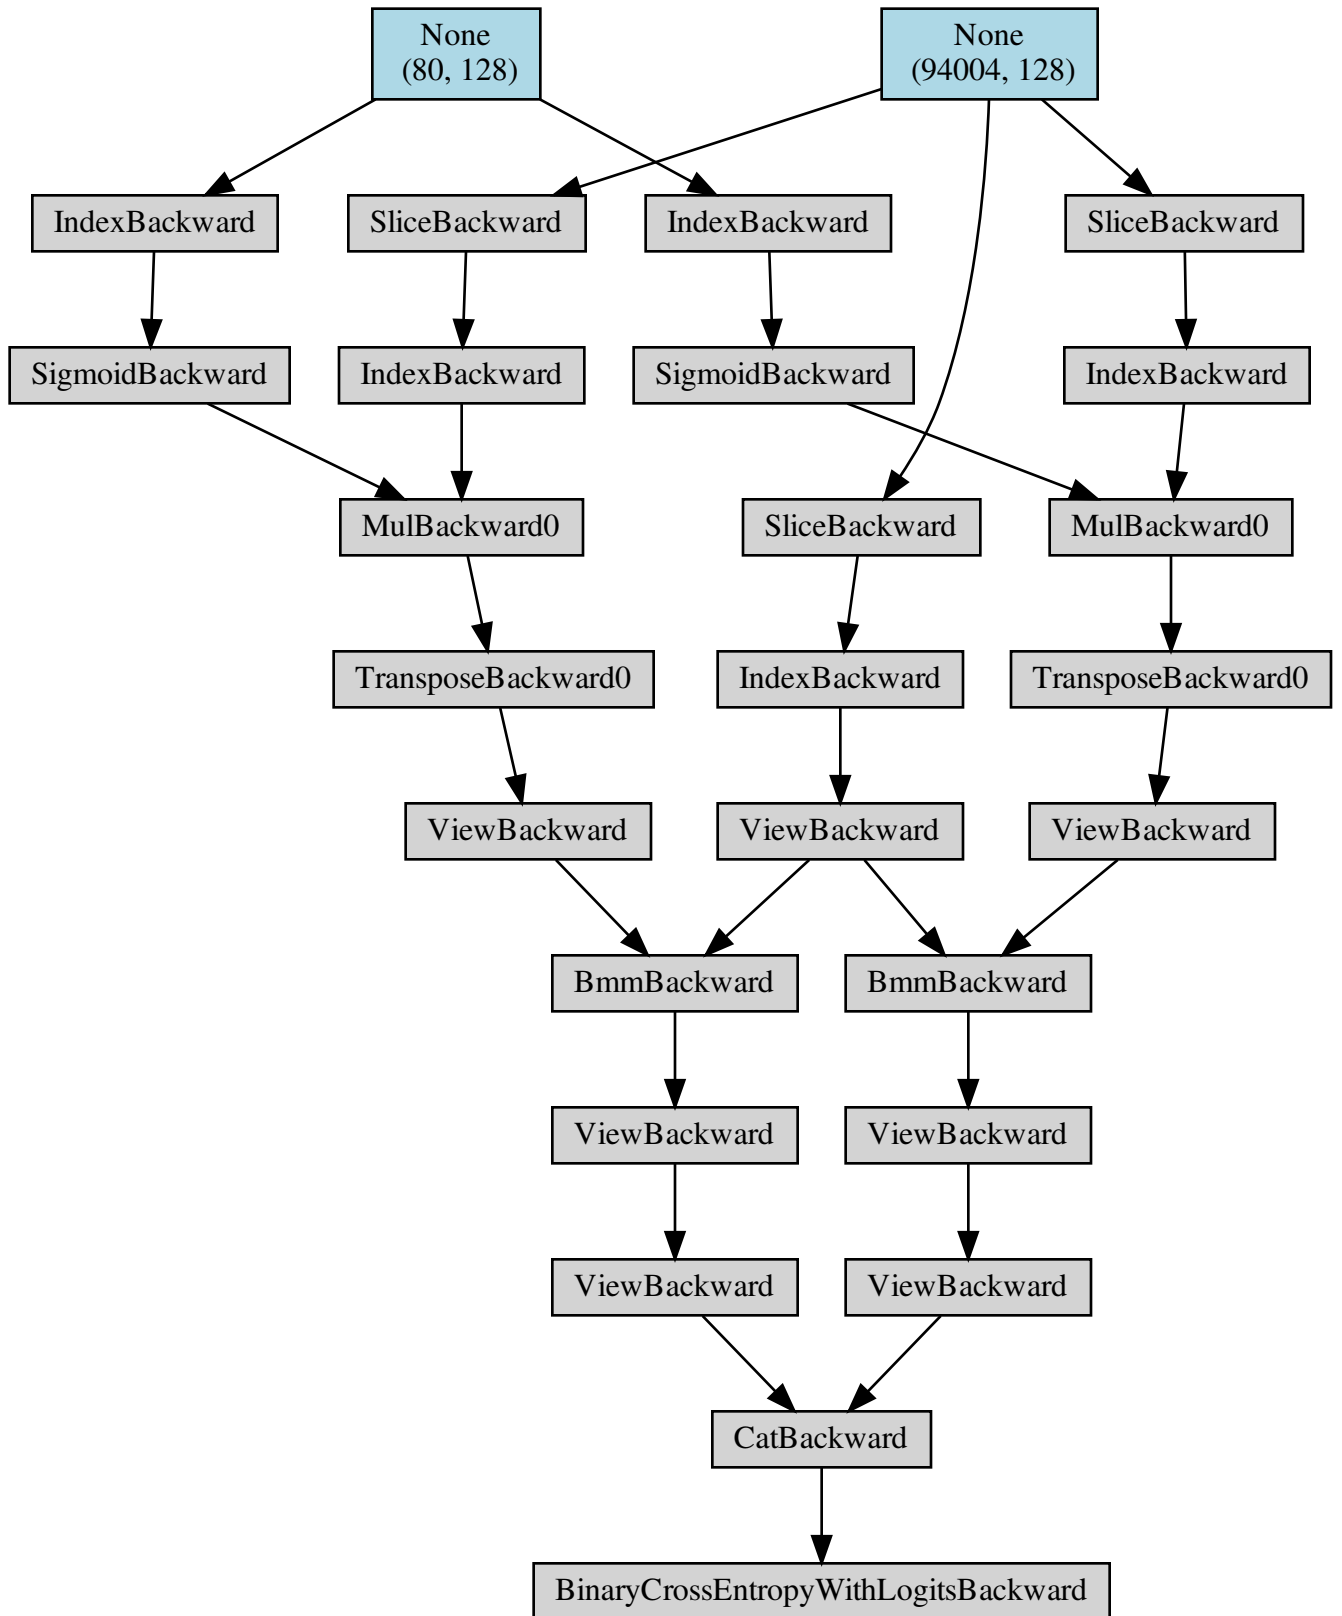 None
(80, 128)
None
(94004, 128)
IndexBackward
SliceBackward
IndexBackward
SliceBackward
SigmoidBackward
IndexBackward
SigmoidBackward
IndexBackward
MulBackward0
SliceBackward
MulBackward0
TransposeBackward0
IndexBackward
TransposeBackward0
ViewBackward
ViewBackward
ViewBackward
BmmBackward
BmmBackward
ViewBackward
ViewBackward
ViewBackward
ViewBackward
CatBackward
BinaryCrossEntropyWithLogitsBackward